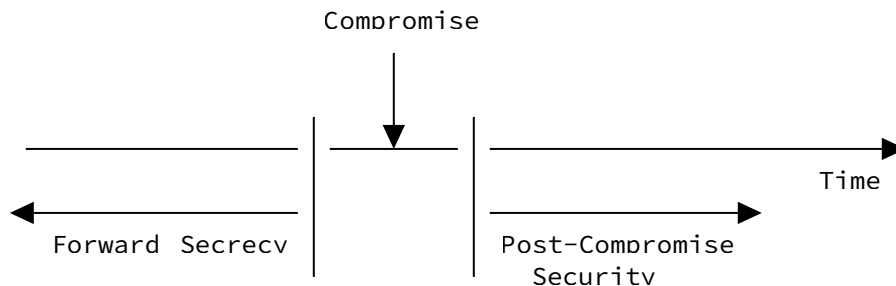 Compromise
Time
Forward Secrecy
Post-Compromise
Security